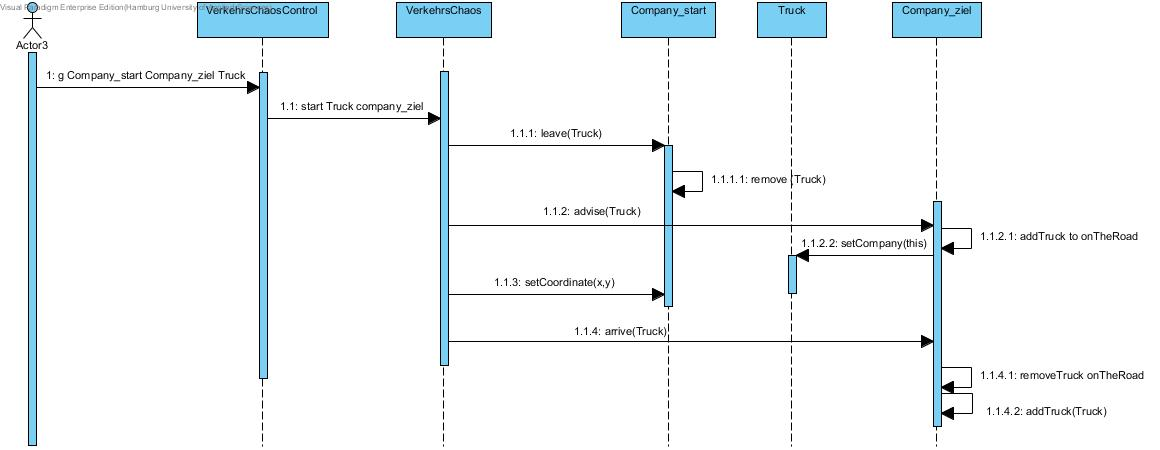 Visual Paradigm Enterprise Edition(Hamburg University of
VerkehrsChaosControl
VerkehrsChaos
Company_start
Truck
Company_ziel
Actor3
1: g Company_start Company_ziel Truck
1.1: start Truck company_ziel
1.1.1: leave(Truck)
1.1.1.1: remove (Truck)
1.1.2: advise(Truck)
1.1.2.1: addTruck to onTheRoad
1.1.2.2: setCompany(this)
1.1.3: setCoordinate(x,y)
1.1.4: arrive(Truck)
1.1.4.1: removeTruck onTheRoad
1.1.4.2: addTruck(Truck)